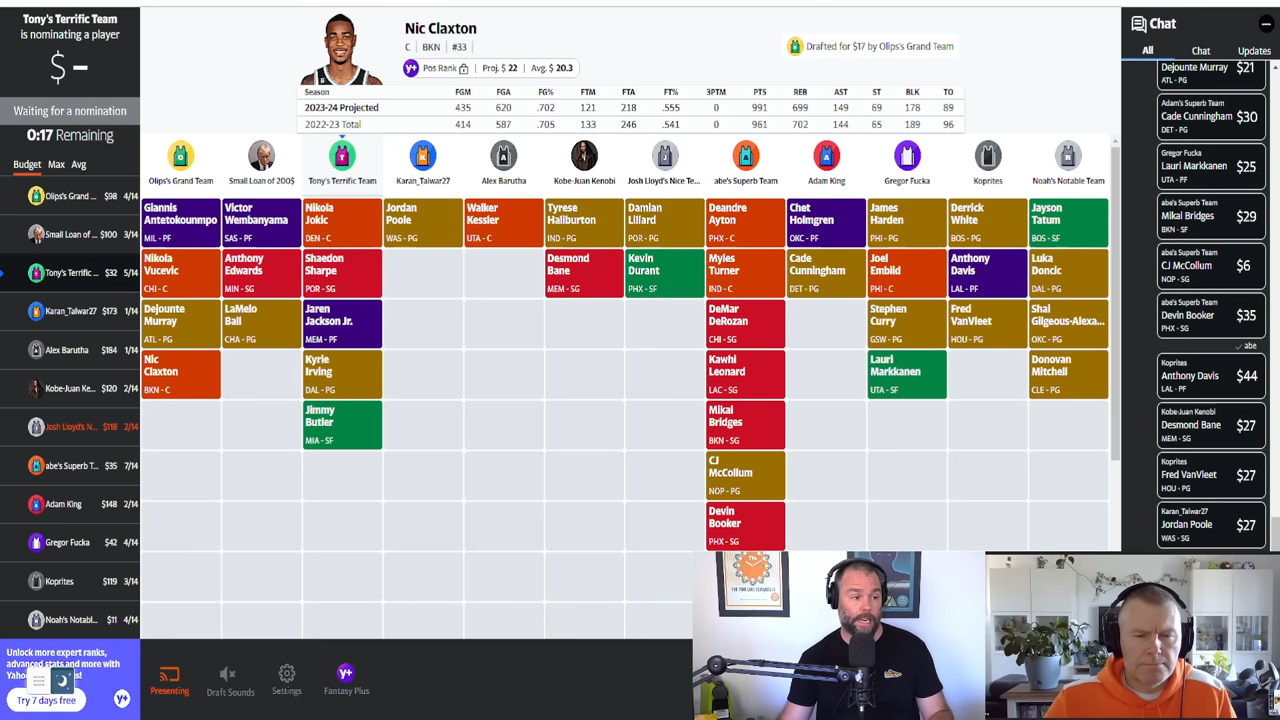 Tony's Terrific Team
is nominating a player
$ –
Waiting for a nomination
0:17 Remaining
Budget Max Avg
Olips's Grand ... $98 4/14
Small Loan of ... $100 3/14
Tony's Terrific ... $32 5/14
Karan_Talwar27 $173 1/14
Alex Barutha $184 1/14
Kobe-Juan Ke... $120 2/14
Josh Lloyd's N... $118 2/14
abe's Superb T... $35 7/14
Adam King $148 2/14
Gregor Fucka $42 4/14
Koprites $119 3/14
Noah's Notabl... $11 4/14
Unlock more expert ranks,
advanced stats and more with
Try 7 days free
y+
Nic Claxton
C | BKN | #33
y+ Pos Rank Proj. $ 22 Avg. $ 20.3
Drafted for $17 by Olips's Grand Team
Season FGM FGA FG% FTM FTA FT% 3PTM PTS REB AST ST BLK TO
2023-24 Projected 435 620 .702 121 218 .555 0 991 699 149 69 178 89
2022-23 Total 414 587 .705 133 246 .541 0 961 702 144 65 189 96
Olips's Grand Team Small Loan of 200$ Tony's Terrific Team Karan_Talwar27 Alex Barutha Kobe-Juan Kenobi Josh Lloyd's Nice Te... abe's Superb Team Adam King Gregor Fucka Koprites Noah's Notable Team
Giannis Victor Nikola Jordan Walker Tyrese Damian Deandre Chet James Derrick Jayson
Antetokounmpo Wembanyama Jokic Poole Kessler Haliburton Lillard Ayton Holmgren Harden White Tatum
MIL - PF SAS - PF DEN - C WAS - PG UTA - C IND - PG POR - PG PHX - C OKC - PF PHI - PG BOS - PG BOS - SF
Nikola Anthony Shaedon Desmond Kevin Myles Cade Joel Anthony Luka
Vucevic Edwards Sharpe Bane Durant Turner Cunningham Embiid Davis Doncic
CHI - C MIN - SG POR - SG MEM - SG PHX - SF IND - C DET - PG PHI - C LAL - PF DAL - PG
Dejounte LaMelo Jaren DeMar Stephen Fred Shai
Murray Ball Jackson Jr. DeRozan Curry VanVleet Gilgeous-Alexa...
ATL - PG CHA - PG MEM - PF CHI - SG GSW - PG HOU - PG OKC - PG
Nic Kyrie Kawhi Lauri Donovan
Claxton Irving Leonard Markkanen Mitchell
BKN - C DAL - PG LAC - SG UTA - SF CLE - PG
Jimmy Mikal
Butler Bridges
MIA - SF BKN - SG
CJ
McCollum
NOP - PG
Devin
Booker
PHX - SG
Presenting Draft Sounds Settings Fantasy Plus
Chat
All Chat Updates
Dejounte Murray $21
ATL - PG
Adam's Superb Team
Cade Cunningham $30
DET - PG
Gregor Fucka
Lauri Markkanen $25
UTA - PF
abe's Superb Team
Mikal Bridges $29
BKN - SF
abe's Superb Team
CJ McCollum $6
NOP - SG
abe's Superb Team
Devin Booker $35
PHX - SG
abe
Koprites
Anthony Davis $44
LAL - PF
Kobe-Juan Kenobi
Desmond Bane $27
MEM - SG
Koprites
Fred VanVleet $27
HOU - PG
Karan_Talwar27
Jordan Poole $27
WAS - SG